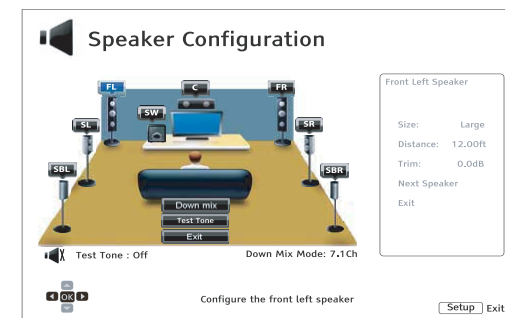 Speaker Configuration
FL
C
FR
SW
SL
SR
SBL
SBR
Down mix
Test Tone
Exit
Test Tone : Off
Down Mix Mode: 7.1Ch
Front Left Speaker
Size: Large
Distance: 12.00ft
Trim: 0.0dB
Next Speaker
Exit
OK
Configure the front left speaker
Setup Exit